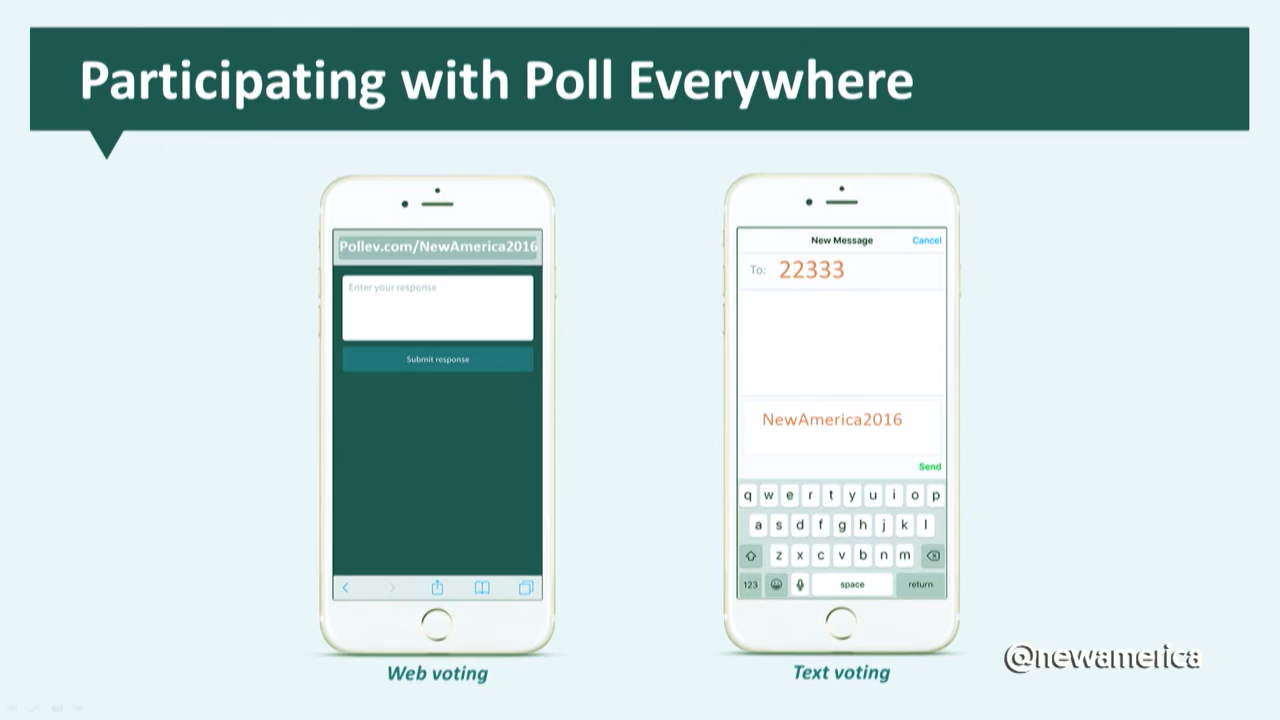 Participating with Poll Everywhere
Pollev.com/NewAmerica2016
Enter your response
Submit response
Web voting
New Message Cancel
To: 22333
NewAmerica2016
Send
q w e r t y u i o p
a s d f g h j k l
z x c v b n m
123 space return
Text voting
@newamerica